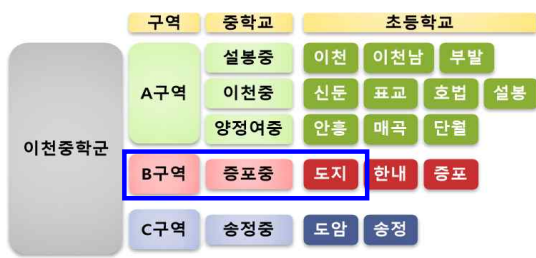 구역 중학교 초등학교
설봉중 이천 이천남 부발
A구역 이천중 신둔 표교 호법 설봉
양정여중 안흥 매곡 단월
이천중학군
B구역 증포중 도지 한내 증포
C구역 송정중 도암 송정